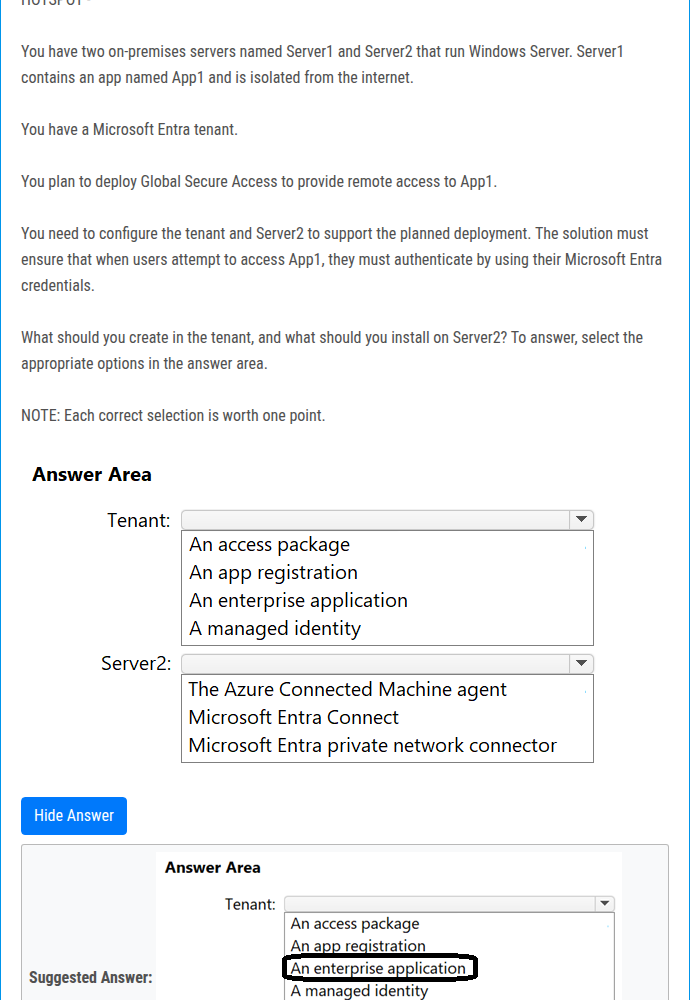 HOTSPOT -
You have two on-premises servers named Server1 and Server2 that run Windows Server. Server1
contains an app named App1 and is isolated from the internet.
You have a Microsoft Entra tenant.
You plan to deploy Global Secure Access to provide remote access to App1.
You need to configure the tenant and Server2 to support the planned deployment. The solution must
ensure that when users attempt to access App1, they must authenticate by using their Microsoft Entra
credentials.
What should you create in the tenant, and what should you install on Server2? To answer, select the
appropriate options in the answer area.
NOTE: Each correct selection is worth one point.
Answer Area
Tenant:
An access package
An app registration
An enterprise application
A managed identity
Server2:
The Azure Connected Machine agent
Microsoft Entra Connect
Microsoft Entra private network connector
Hide Answer
Answer Area
Tenant:
An access package
An app registration
An enterprise application
Suggested Answer:
A managed identity